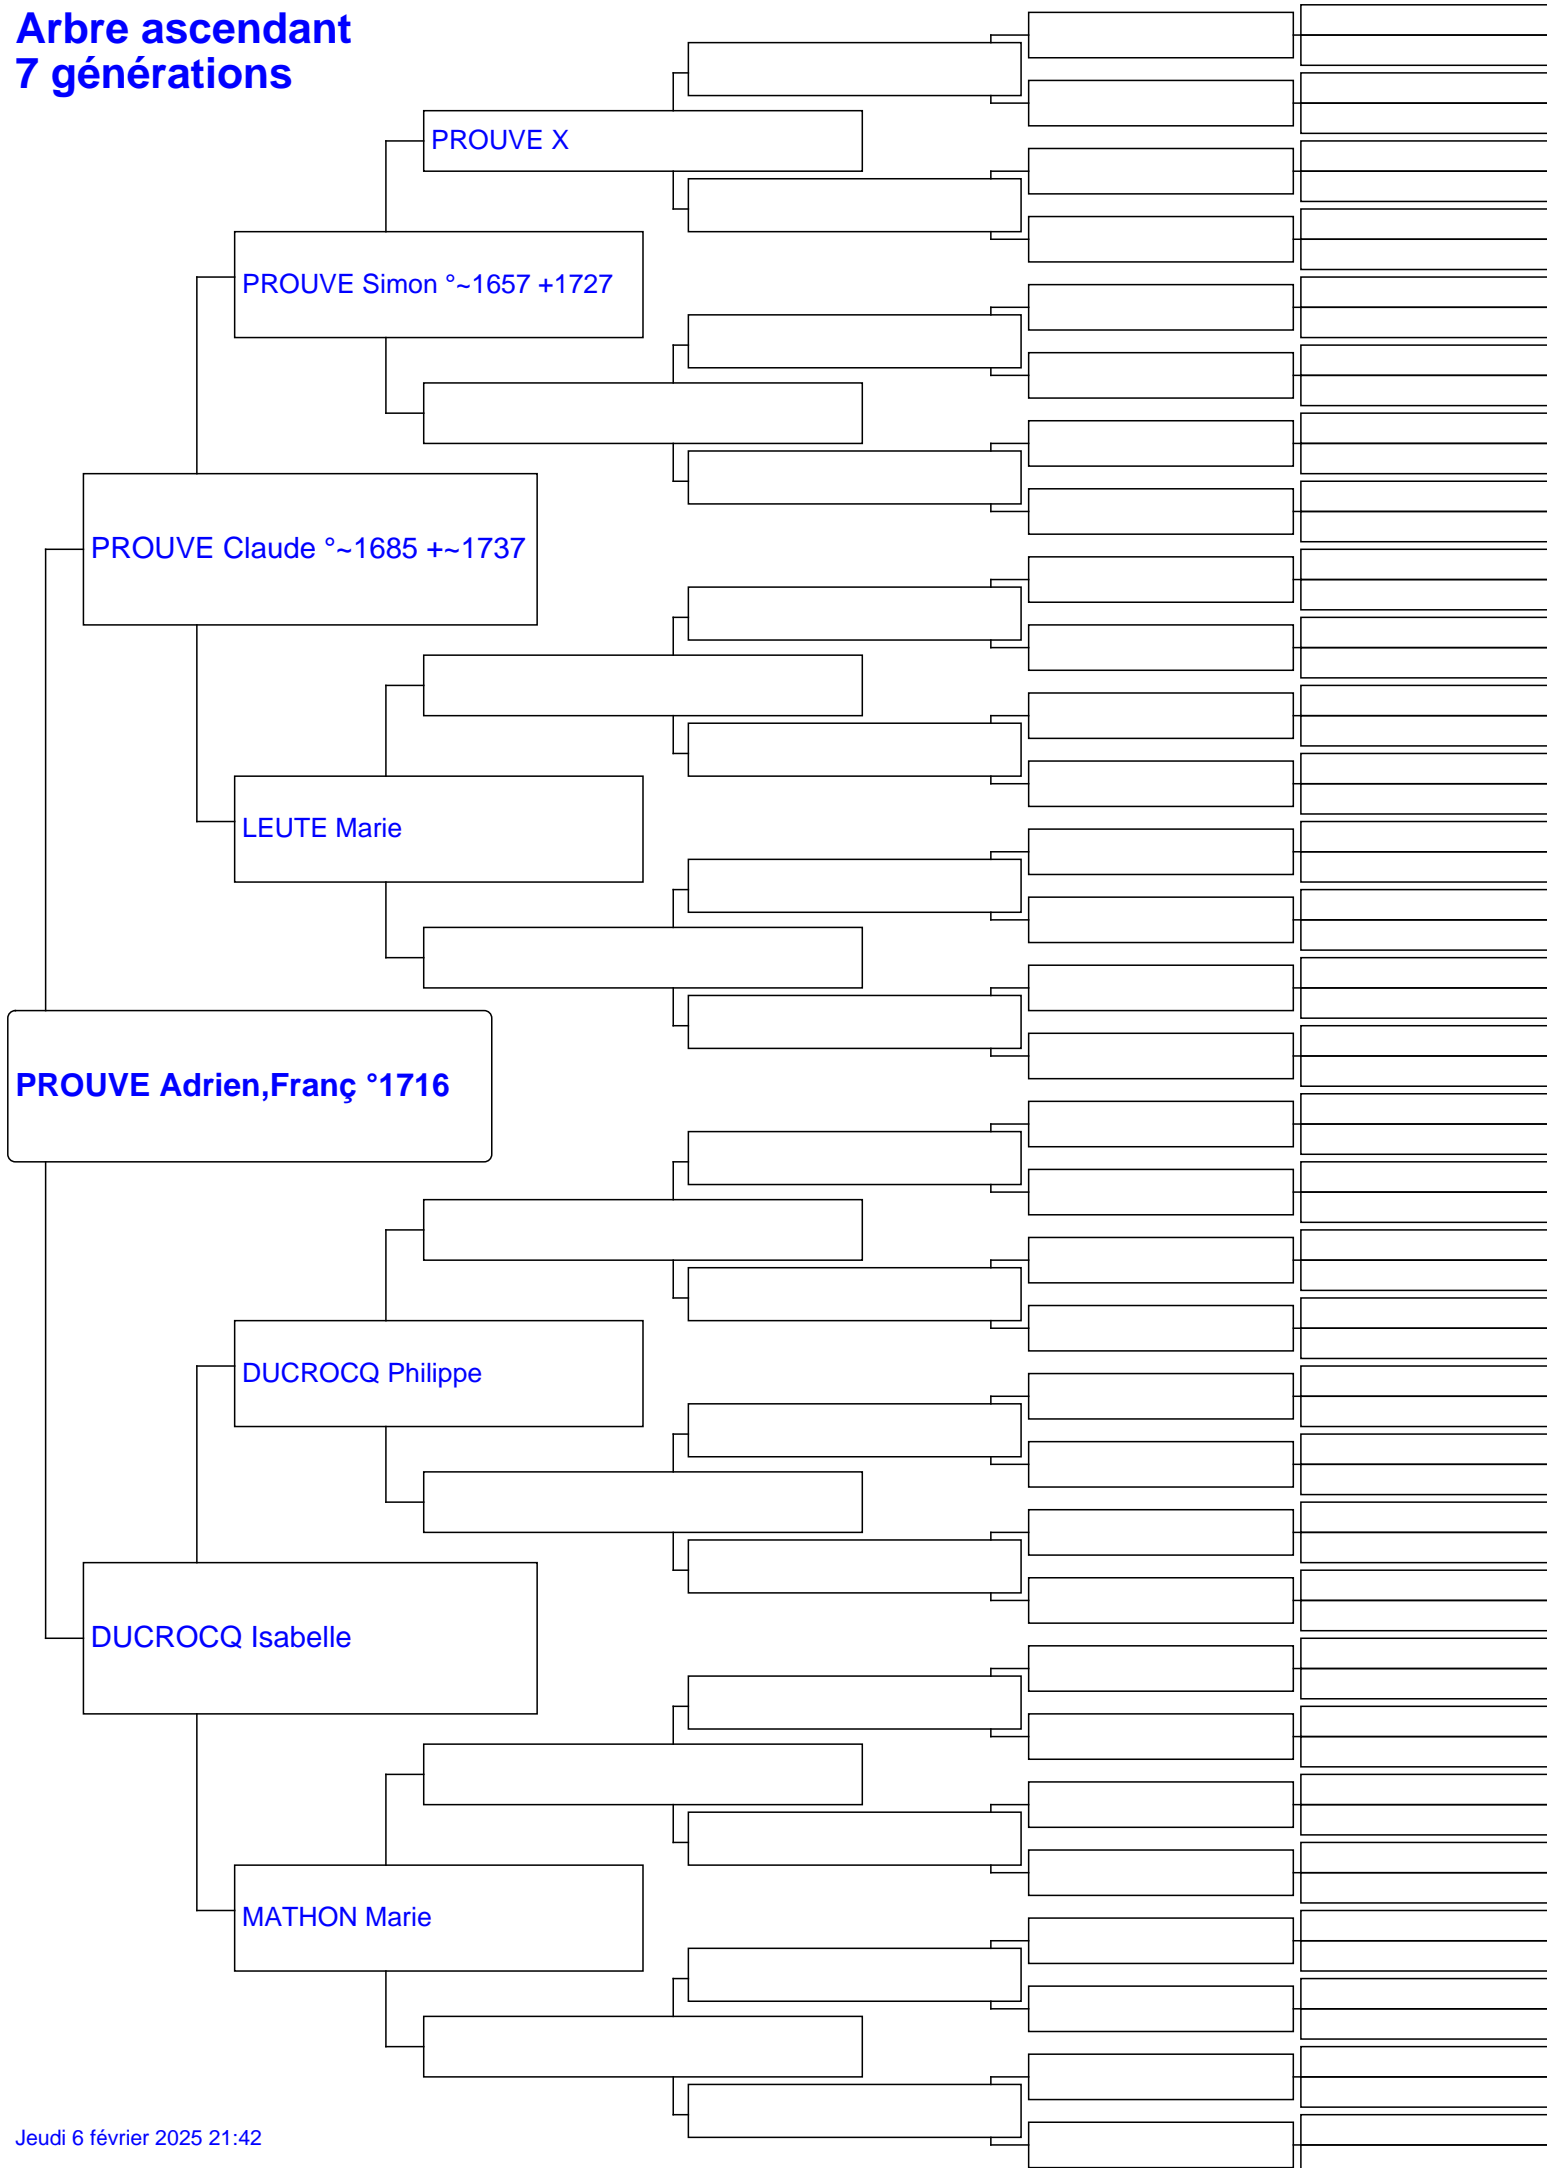 Arbre ascendant
7 générations
PROUVE X
PROUVE Simon °~1657 +1727
PROUVE Claude °~1685 +~1737
LEUTE Marie
PROUVE Adrien,Franç °1716
DUCROCQ Philippe
DUCROCQ Isabelle
MATHON Marie
Jeudi 6 février 2025 21:42